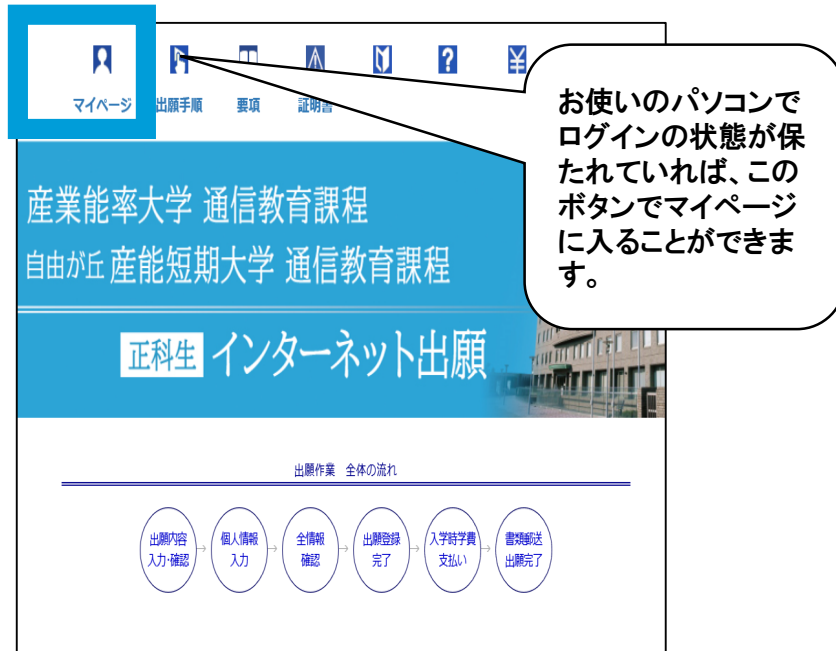 マイページ
出願手順
要項
証明書
お使いのパソコンで
ログインの状態が保
たれていれば、この
ボタンでマイページ
に入ることができま
す。
産業能率大学 通信教育課程
自由が丘 産能短期大学 通信教育課程
正科生 インターネット出願
出願作業 全体の流れ
出願内容
入力・確認
個人情報
入力
全情報
確認
出願登録
完了
入学時学費
支払い
書類郵送
出願完了